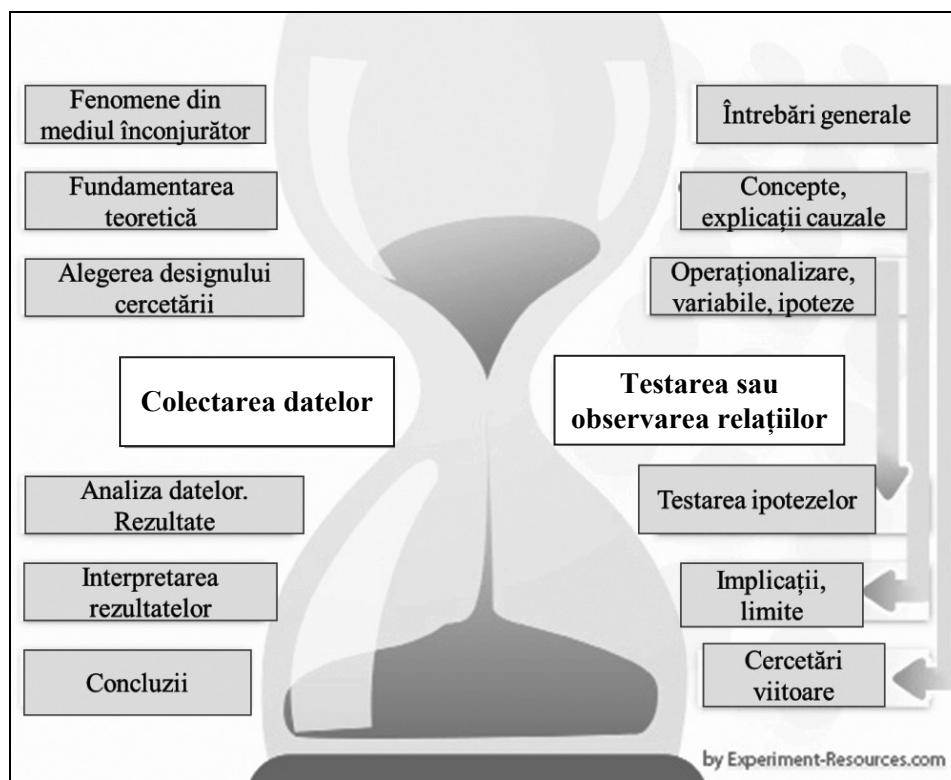 Fenomene din
mediul înconjurător
Întrebări generale
Fundamentarea
teoretică
Concepte,
explicații cauzale
Alegerea designului
cercetării
Operaționalizare,
variabile, ipoteze
Colectarea datelor
Testarea sau
observarea relațiilor
Analiza datelor.
Rezultate
Testarea ipotezelor
Interpretarea
rezultatelor
Implicații,
limite
Concluzii
Cercetări
viitoare
by Experiment-Resources.com